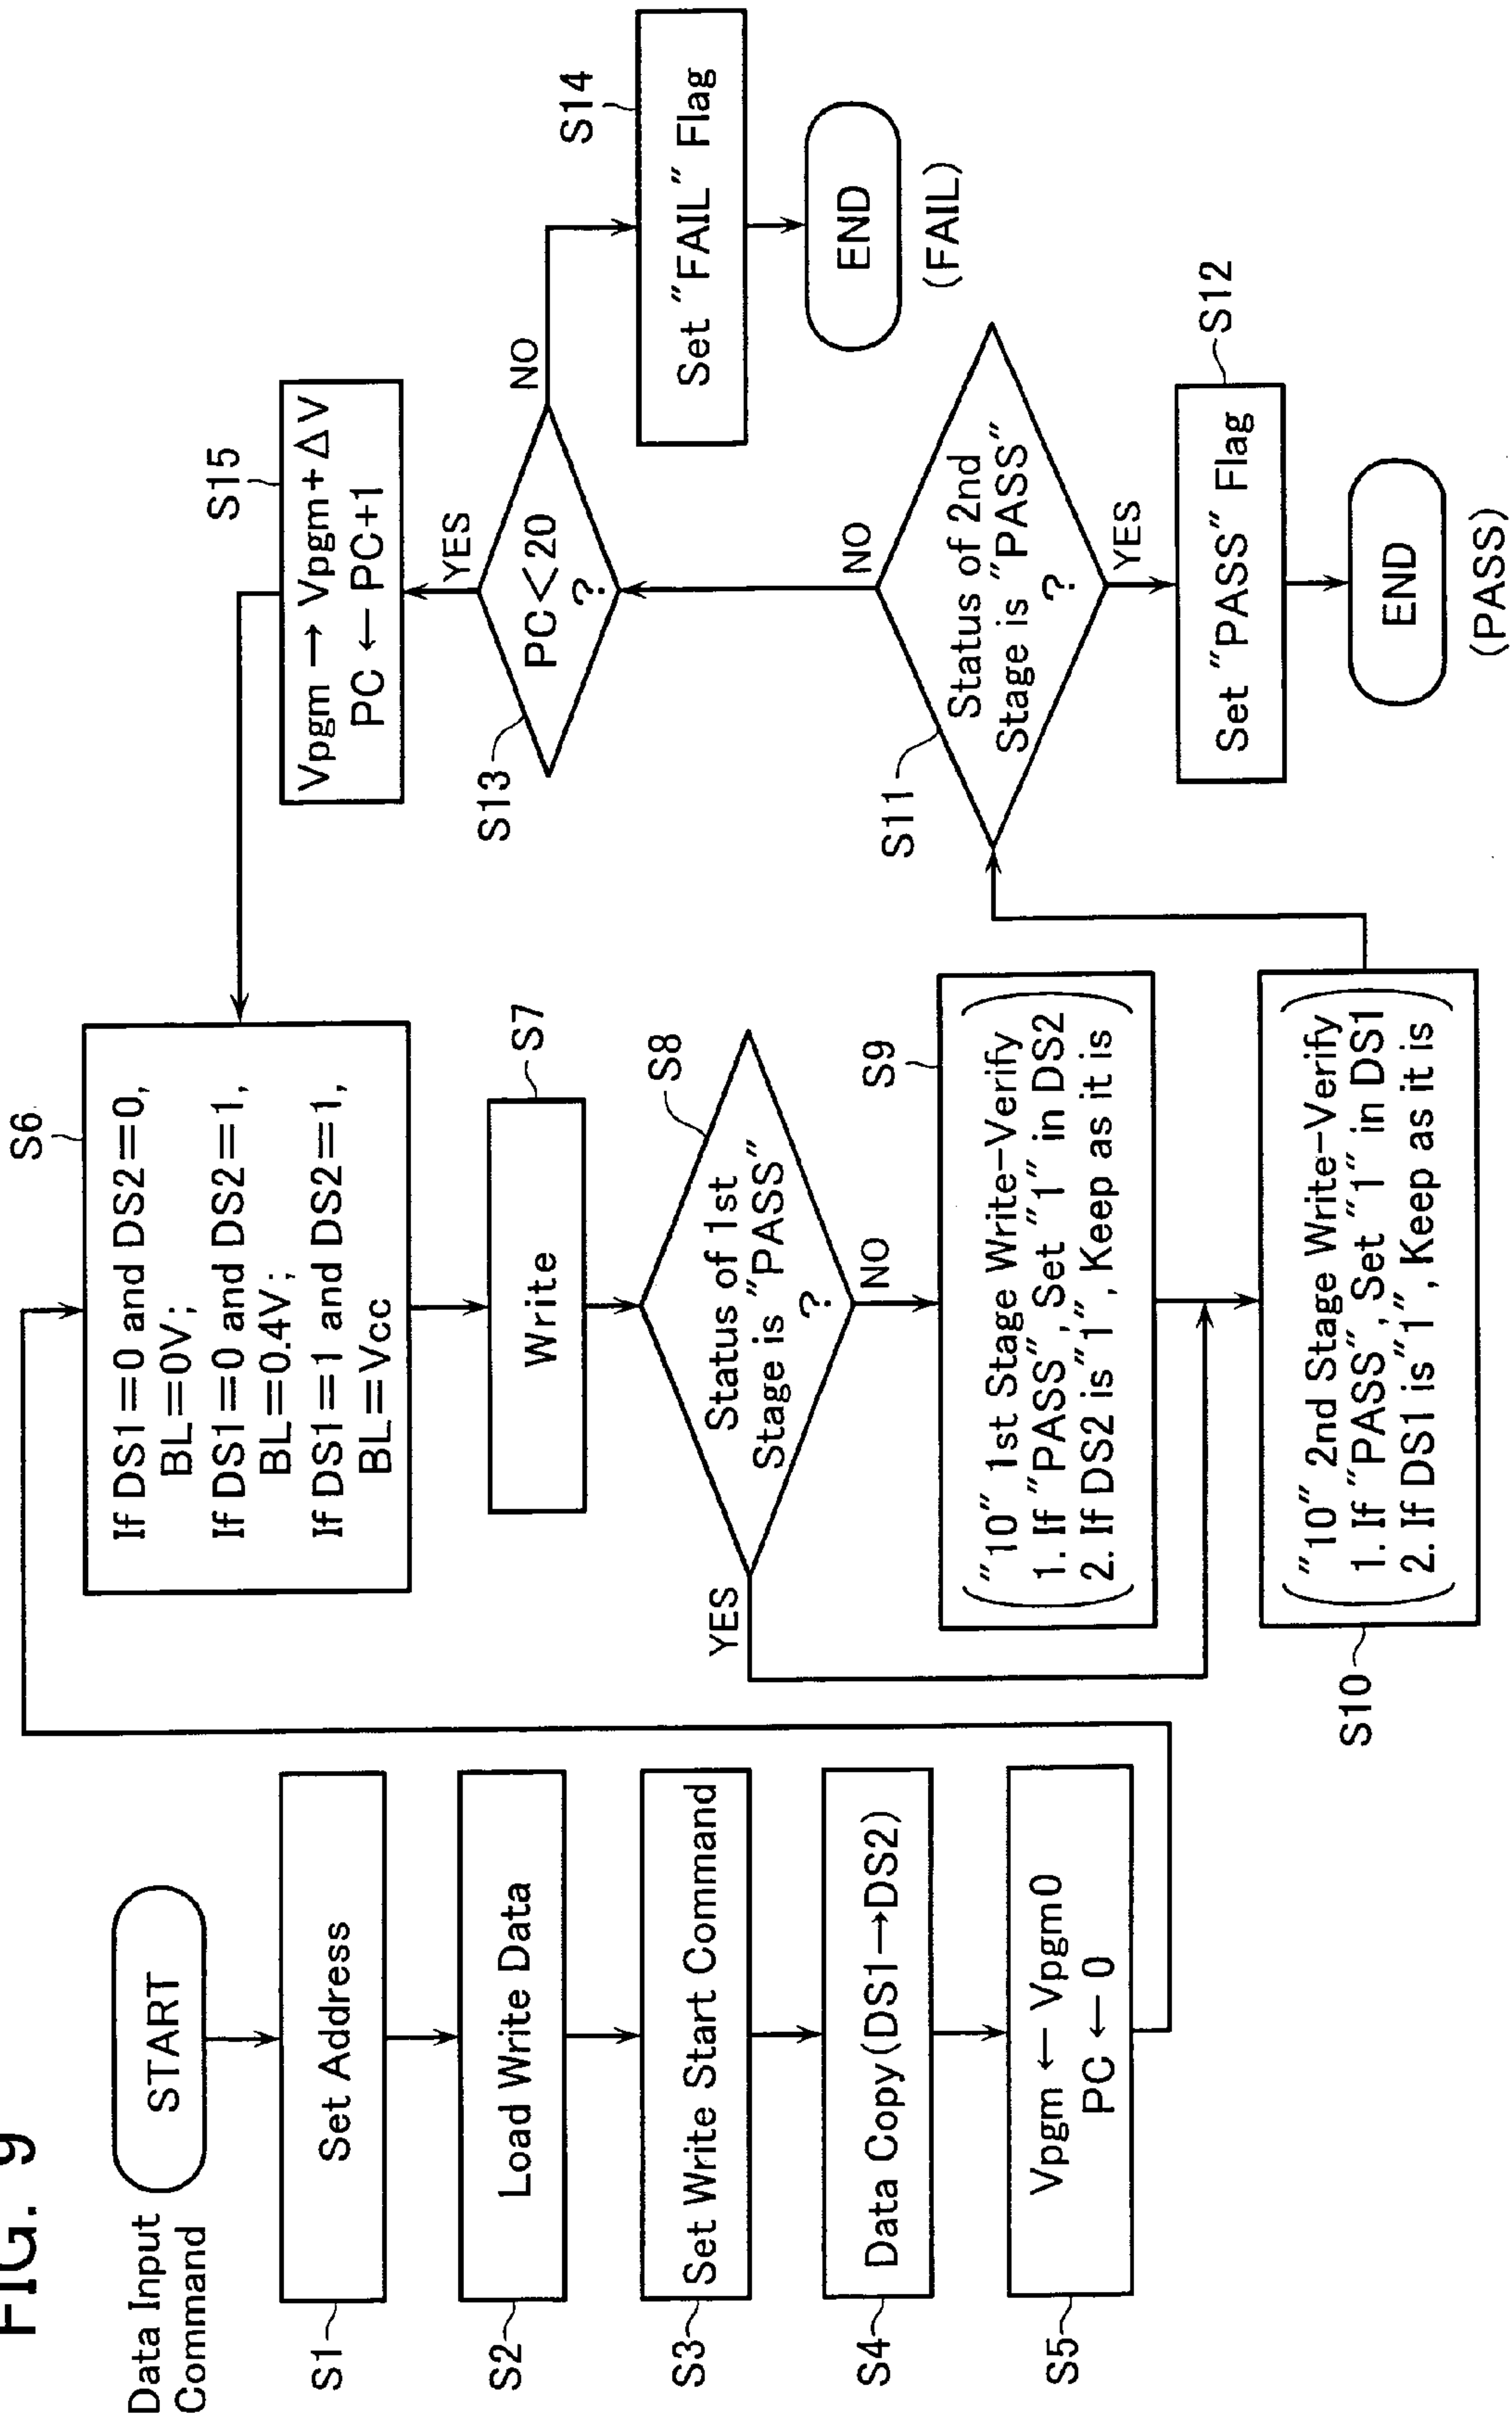 FIG. 9
Data Input
Command
START
S1
Set Address
S2
Load Write Data
S3
Set Write Start Command
S4
Data Copy(DS1→DS2)
S5
Vpgm ← Vpgm0
PC ← 0
S6
If DS1=0 and DS2=0,
BL=0V;
If DS1=0 and DS2=1,
BL=0.4V;
If DS1=1 and DS2=1,
BL=Vcc
S7
Write
S8
Status of 1st
Stage is "PASS"
?
YES
NO
S9
"10" 1st Stage Write-Verify
1. If "PASS", Set "1" in DS2
2. If DS2 is "1", Keep as it is
S10
"10" 2nd Stage Write-Verify
1. If "PASS", Set "1" in DS1
2. If DS1 is "1", Keep as it is
S15
Vpgm → Vpgm+ΔV
PC ← PC+1
YES
S13
PC<20
?
NO
S14
Set "FAIL" Flag
END
(FAIL)
NO
S11
Status of 2nd
Stage is "PASS"
?
YES
S12
Set "PASS" Flag
END
(PASS)